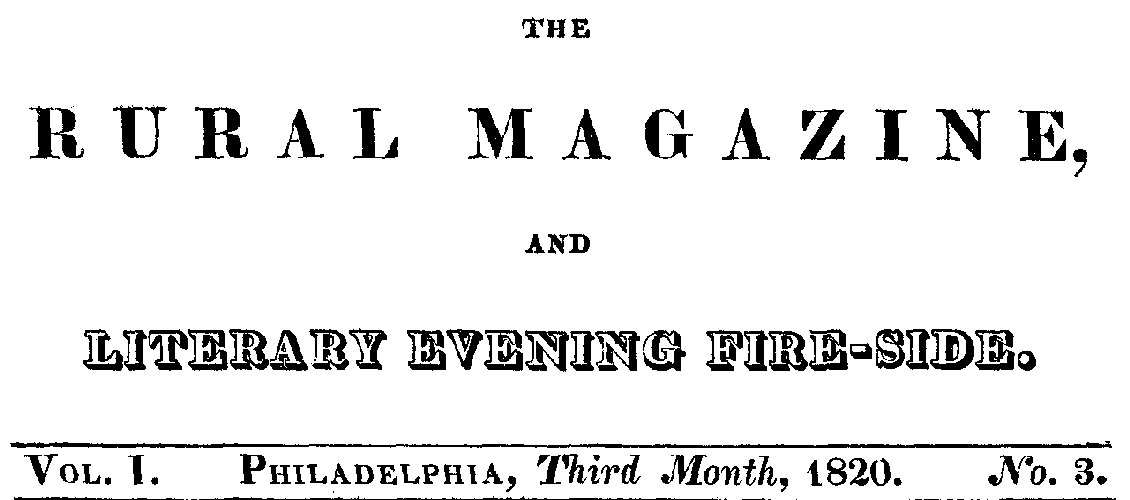 THE
RURAL MAGAZINE,
AND
LITERARY EVENING FIRE-SIDE.
VOL. I. PHILADELPHIA, Third Month, 1820. No. 3.